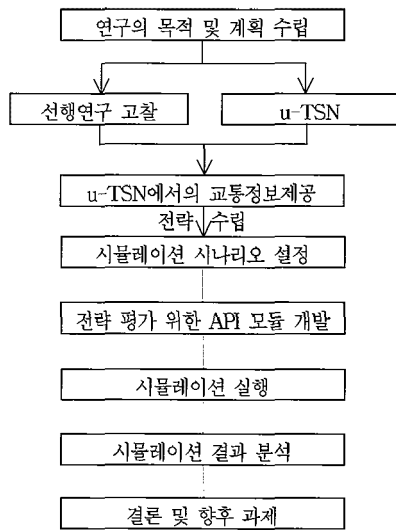 연구의 목적 및 계획 수립
선행연구 고찰
u-TSN
u-TSN에서의 교통정보제공
전략 수립
시뮬레이션 시나리오 설정
전략 평가 위한 API 모듈 개발
시뮬레이션 실행
시뮬레이션 결과 분석
결론 및 향후 과제